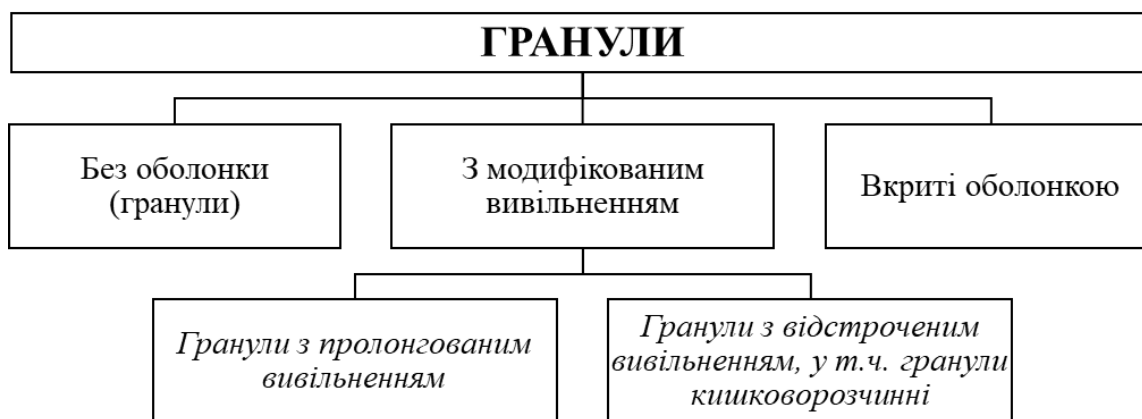 ГРАНУЛИ
Без оболонки
(гранули)
З модифікованим
вивільненням
Вкриті оболонкою
Гранули з пролонгованим
вивільненням
Гранули з відстроченим
вивільненням, у т.ч. гранули
кишковорозчинні